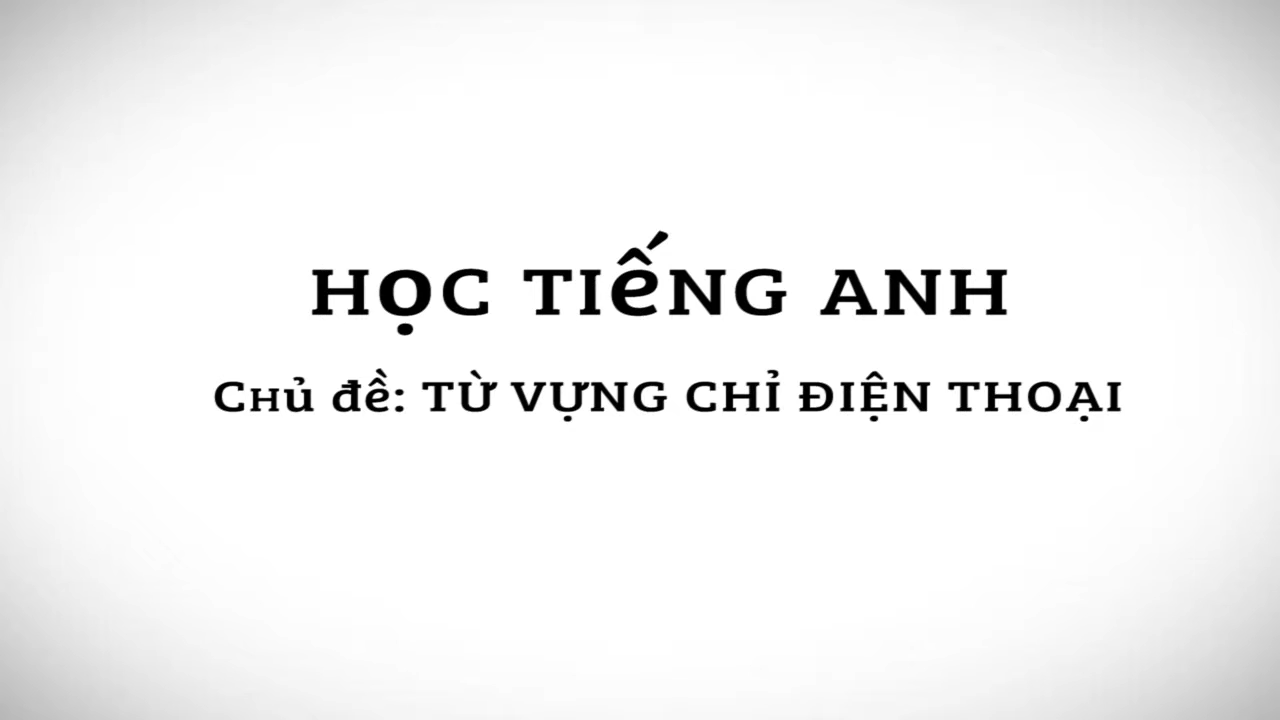 HỌC TIẾNG ANH
Chủ đề: TỪ VỰNG CHỈ ĐIỆN THOẠI